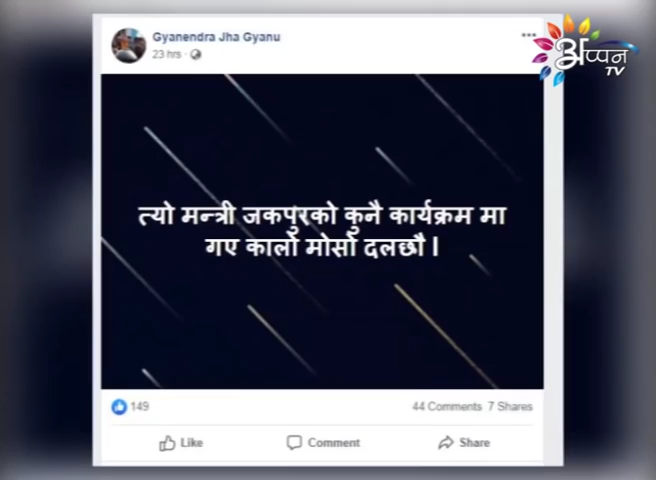 Gyanendra Jha Gyanu
23 hrs ·
अप्पन
TV
त्यो मन्त्री जकपुरको कुनै कार्यक्रम मा
गए कालो मोसो दलछौ ।
149
44 Comments 7 Shares
Like Comment Share